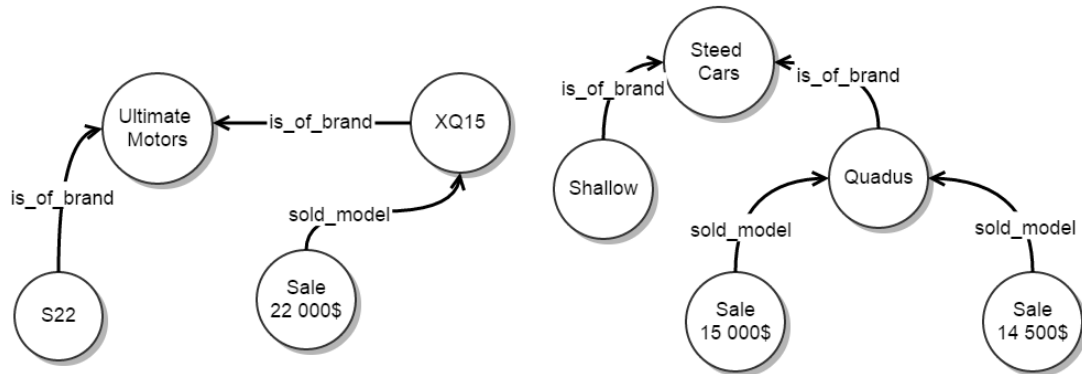 Ultimate
Motors
is_of_brand
XQ15
is_of_brand
sold_model
S22
Sale
22 000$
Steed
Cars
is_of_brand
is_of_brand
Shallow
Quadus
sold_model
sold_model
Sale
15 000$
Sale
14 500$